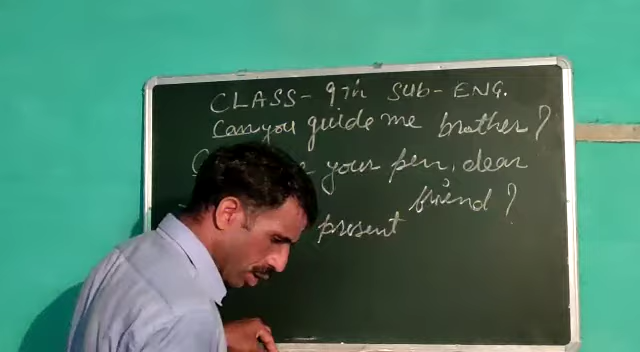 CLASS- 9th SUB- ENG.
Can you guide me brother?
your pen, dear
friend?
present